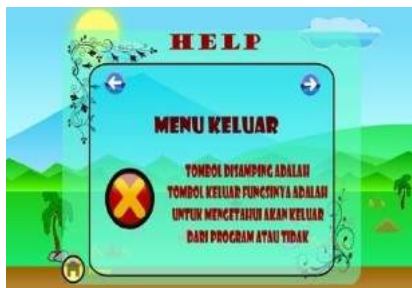 HELP
MENU KELUAR
TOMBOL DISAMPING ADALAH
TOMBOL KELUAR FUNGSINYA ADALAH
UNTUK MENGETAHUI AKAN KELUAR
DARI PROGRAM ATAU TIDAK